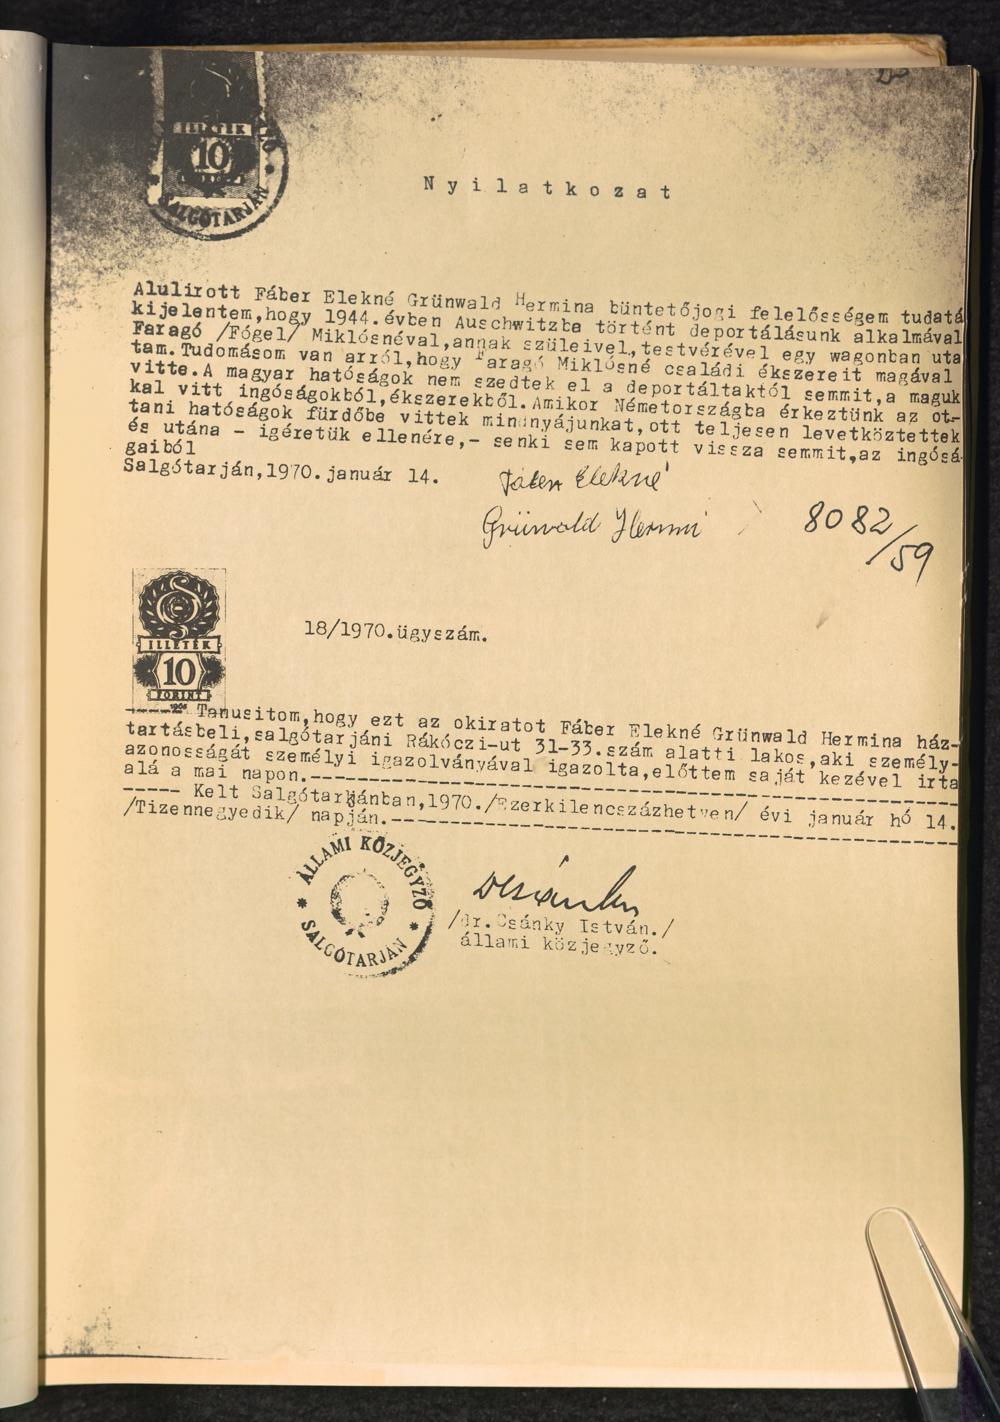 ILLETÉK
10
SALGÓTARJÁN
Nyilatkozat
Alulirott Fáber Elekné Grünwald Hermina büntetőjogi felelősségem tudatá
kijelentem,hogy 1944.évben Auschwitzba történt deportálásunk alkalmával
Faragó /Fógel/ Miklósnéval,annak szüleivel,testvérével egy wagonban uta
tam.Tudomásom van arról,hogy Faragó Miklósné családi ékszereit magával
vitte.A magyar hatóságok nem szedtek el a deportáltaktól semmit,a maguk
kal vitt ingóságokból,ékszerekből.Amikor Németországba érkeztünk az ot-
tani hatóságok fürdőbe vittek mindnyájunkat,ott teljesen levetkőztettek
és utána - igéretük ellenére,- senki sem kapott vissza semmit,az ingósá-
gaiból
Salgótarján,1970.január 14.
Fáber Elekné
Grünwald Hermi
8082/59
18/1970.ügyszám.
ILLETÉK
10
FORINT
----- Tanusitom,hogy ezt az okiratot Fáber Elekné Grünwald Hermina ház-
tartásbeli,salgótarjáni Rákóczi-ut 31-33.szám alatti lakos,aki személy-
azonosságát személyi igazolványával igazolta,előttem saját kezével irta
alá a mai napon.-----
----- Kelt Salgótarjánban,1970./Ezerkilencszázhetven/ évi január hó 14.
/Tizennegyedik/ napján.-----
ÁLLAMI KÖZJEGYZŐ
SALGÓTARJÁN
/dr.Csánky István./
állami közjegyző.